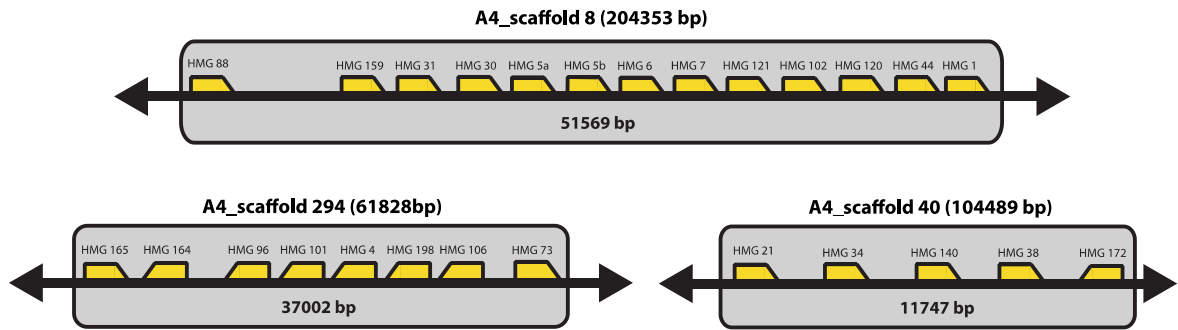 A4_scaffold 8 (204353 bp)
HMG 88 HMG 159 HMG 31 HMG 30 HMG 5a HMG 5b HMG 6 HMG 7 HMG 121 HMG 102 HMG 120 HMG 44 HMG 1
51569 bp
A4_scaffold 294 (61828bp)
HMG 165 HMG 164 HMG 96 HMG 101 HMG 4 HMG 198 HMG 106 HMG 73
37002 bp
A4_scaffold 40 (104489 bp)
HMG 21 HMG 34 HMG 140 HMG 38 HMG 172
11747 bp